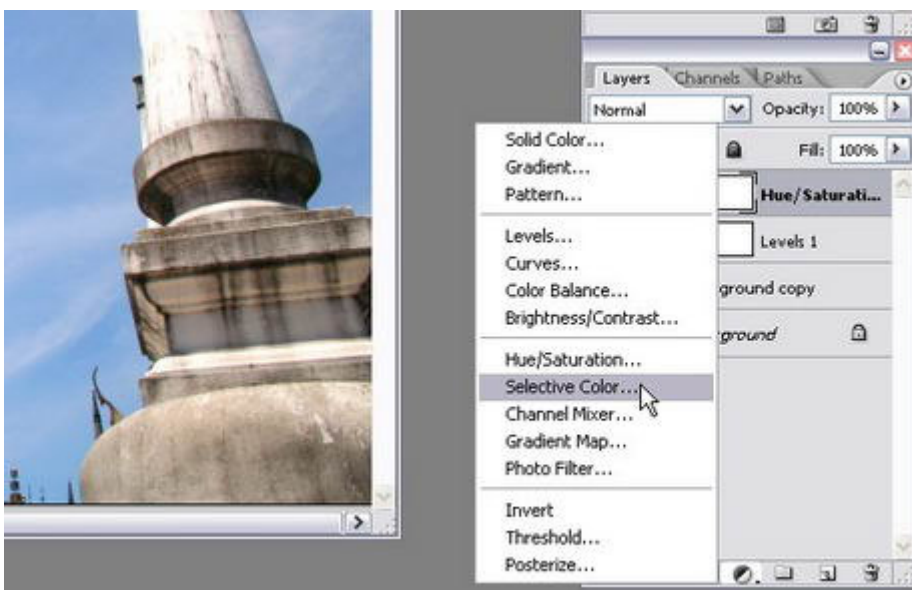 Layers Channels Paths
Normal Opacity: 100%
Fill: 100%
Hue/Saturati...
Levels 1
ground copy
ground
Solid Color...
Gradient...
Pattern...
Levels...
Curves...
Color Balance...
Brightness/Contrast...
Hue/Saturation...
Selective Color...
Channel Mixer...
Gradient Map...
Photo Filter...
Invert
Threshold...
Posterize...